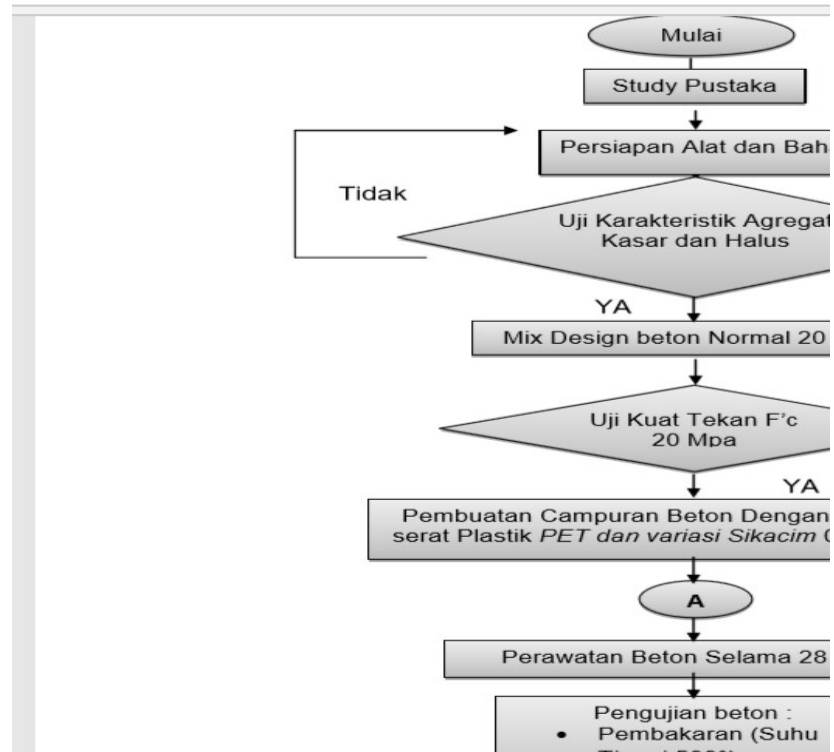 Mulai
Study Pustaka
Persiapan Alat dan Bah
Tidak
Uji Karakteristik Agregat
Kasar dan Halus
YA
Mix Design beton Normal 20
Uji Kuat Tekan F'c
20 Mpa
YA
Pembuatan Campuran Beton Dengan
serat Plastik PET dan variasi Sikacim 0
A
Perawatan Beton Selama 28
Pengujian beton :
• Pembakaran (Suhu